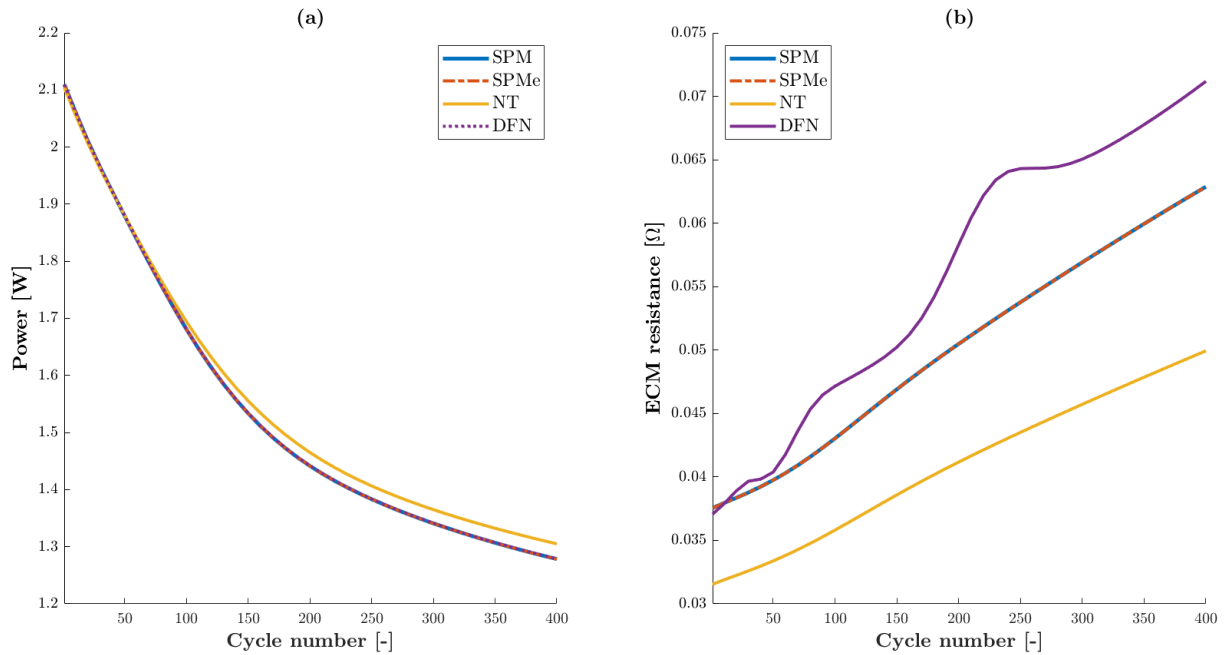 (a)
2.2
2.1
2
1.9
1.8
1.7
1.6
1.5
1.4
1.3
1.2
Power [W]
50 100 150 200 250 300 350 400
Cycle number [-]
SPM
SPMe
NT
DFN
(b)
0.075
0.07
0.065
0.06
0.055
0.05
0.045
0.04
0.035
0.03
ECM resistance [Ω]
50 100 150 200 250 300 350 400
Cycle number [-]
SPM
SPMe
NT
DFN